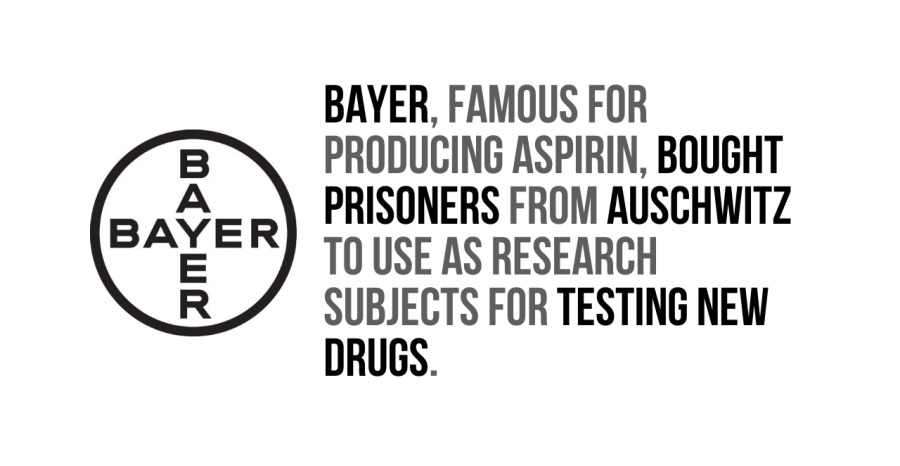 BAYER
BAYER
BAYER, FAMOUS FOR
PRODUCING ASPIRIN, BOUGHT
PRISONERS FROM AUSCHWITZ
TO USE AS RESEARCH
SUBJECTS FOR TESTING NEW
DRUGS.